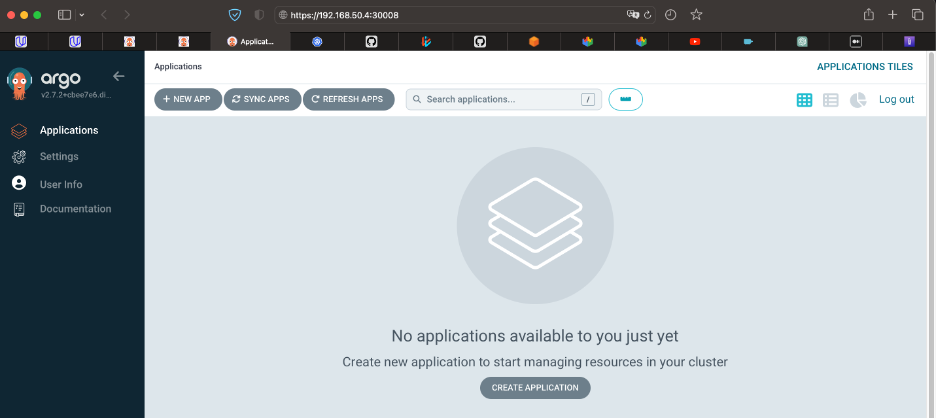 https://192.168.50.4:30008
Applicat...
argo
v2.7.2+cbee7e6.di...
Applications
Settings
User Info
Documentation
Applications
APPLICATIONS TILES
+ NEW APP
SYNC APPS
REFRESH APPS
Search applications...
/
Log out
No applications available to you just yet
Create new application to start managing resources in your cluster
CREATE APPLICATION